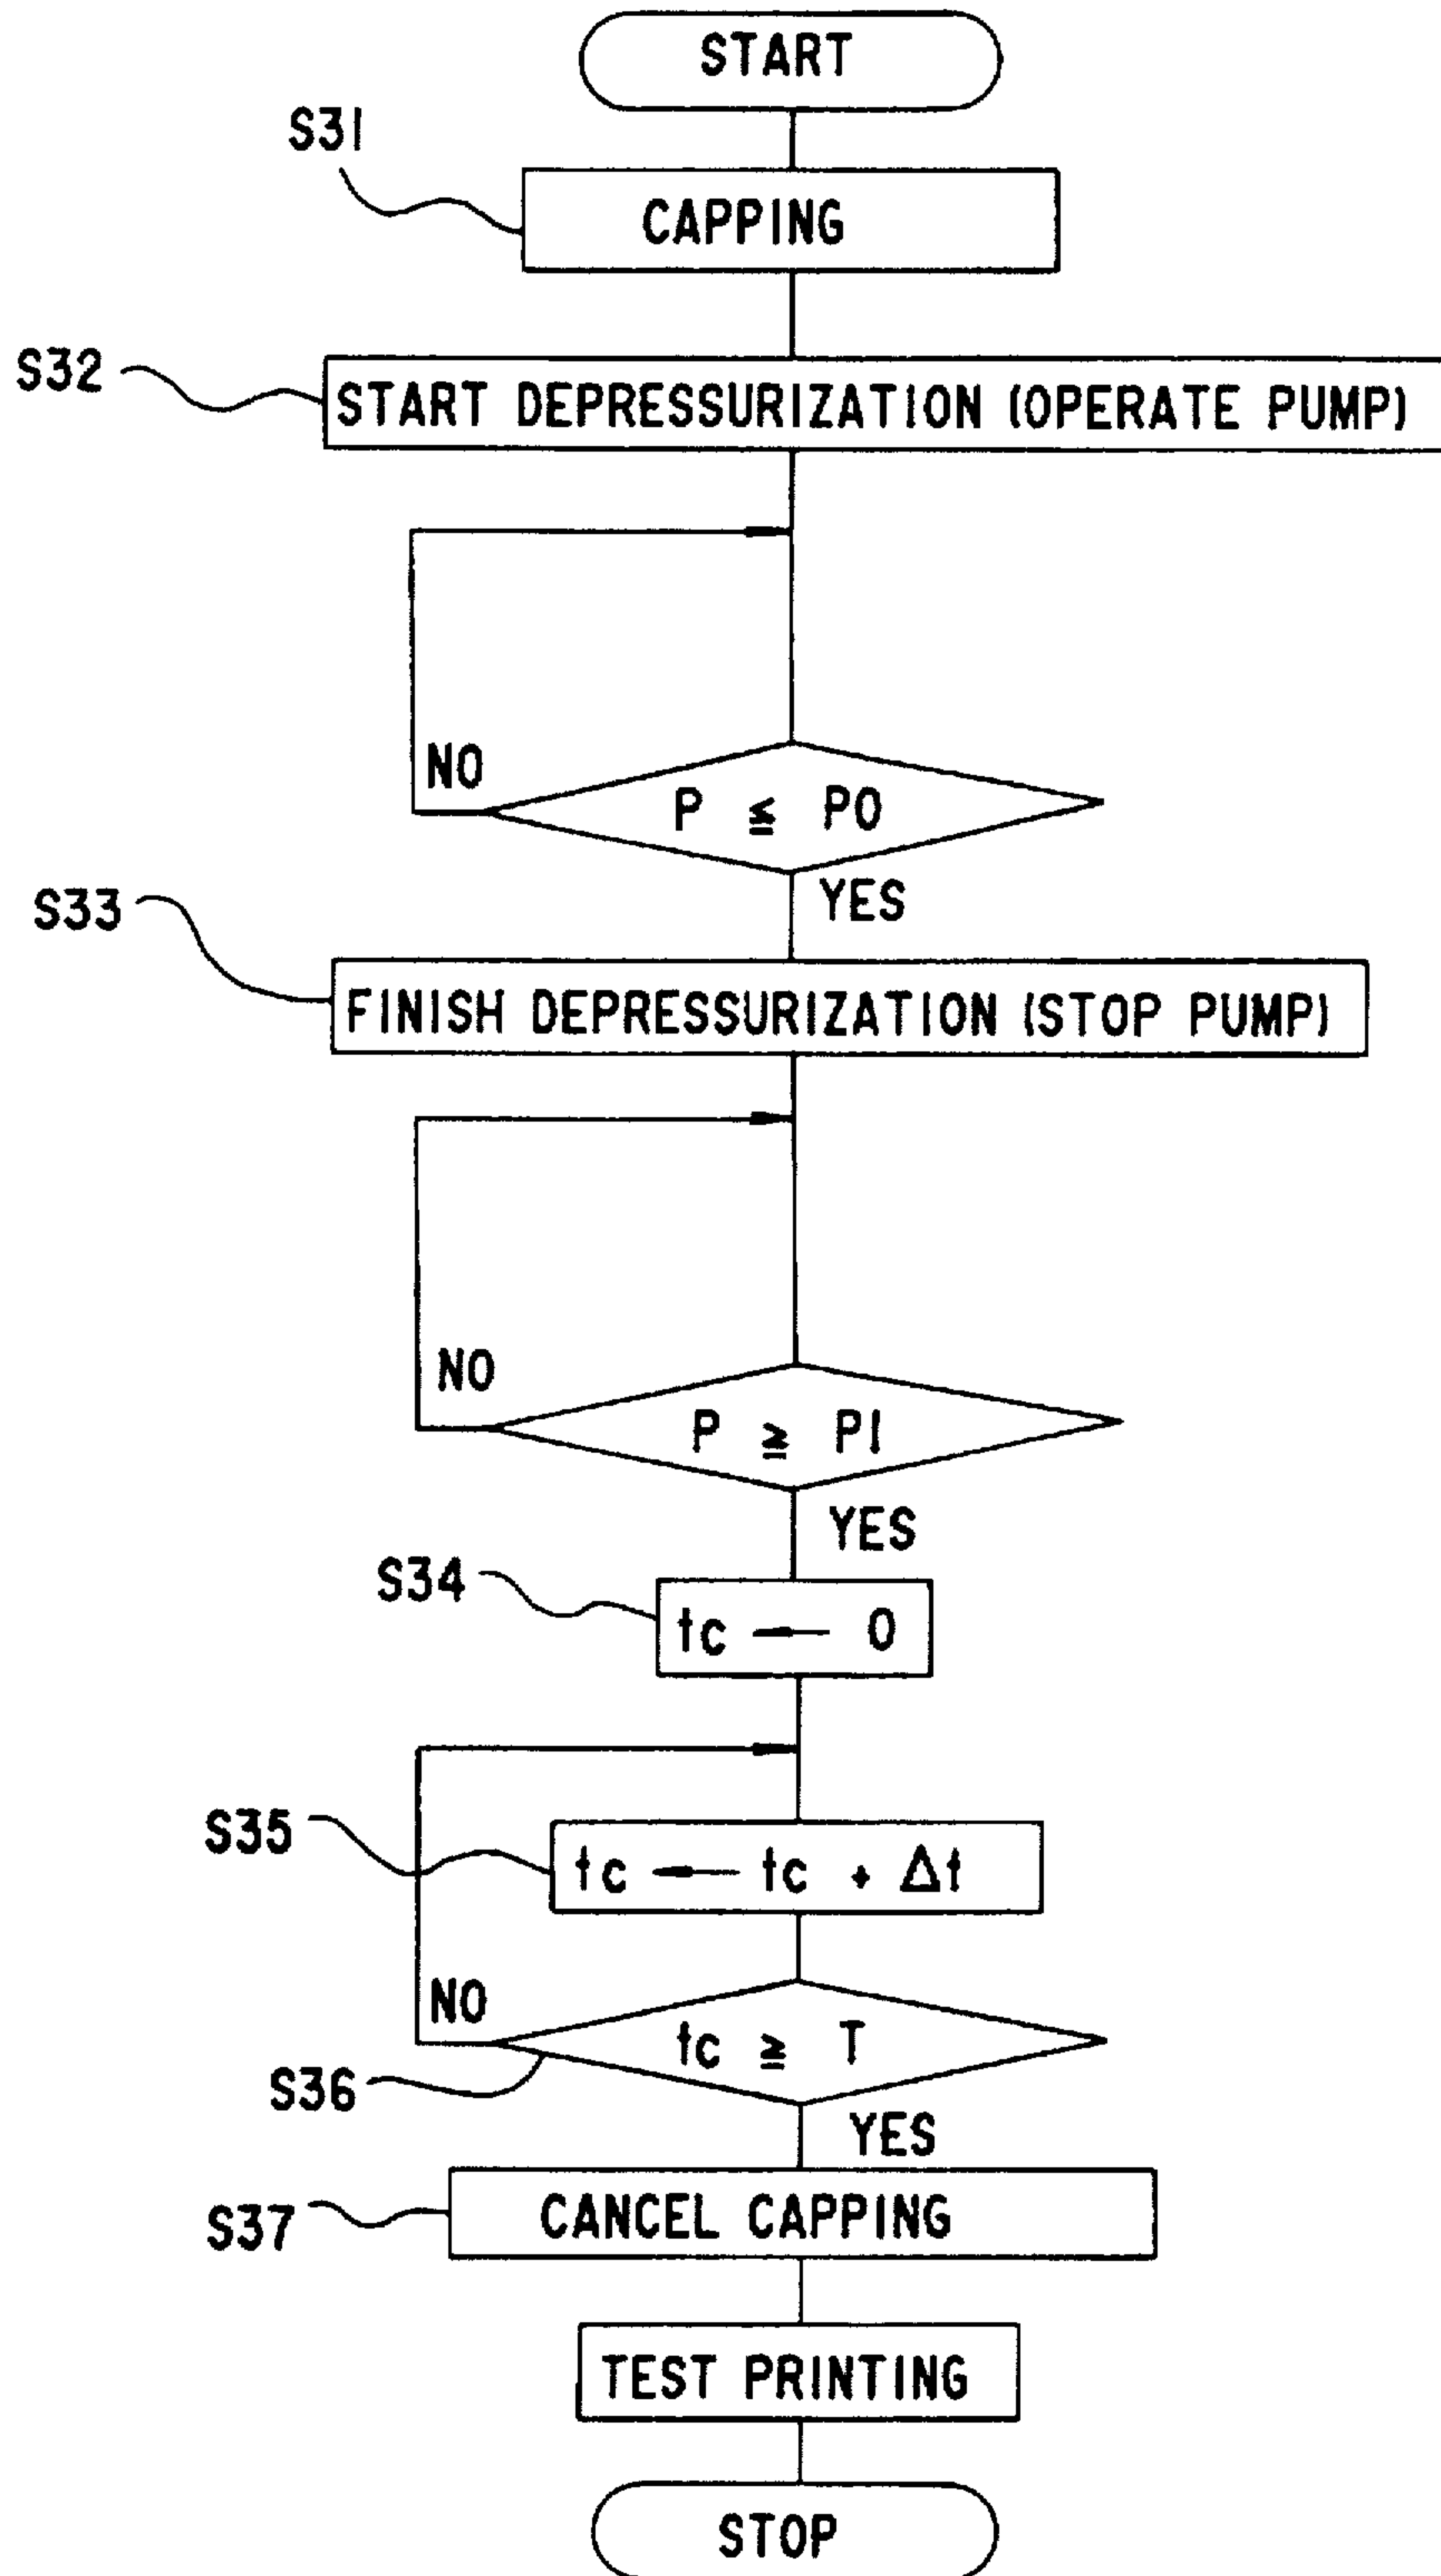 START
S31
CAPPING
S32
START DEPRESSURIZATION (OPERATE PUMP)
NO
P ≦ P0
YES
S33
FINISH DEPRESSURIZATION (STOP PUMP)
NO
P ≧ P1
YES
S34
tc ← 0
S35
tc ← tc + Δt
NO
tc ≧ T
S36
YES
S37
CANCEL CAPPING
TEST PRINTING
STOP